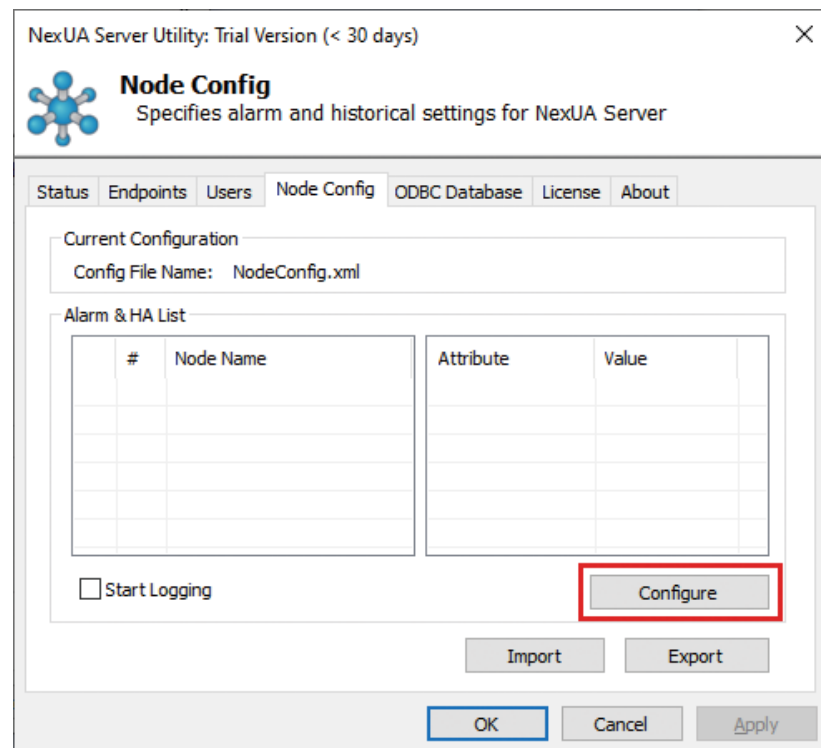 NexUA Server Utility: Trial Version (< 30 days)
Node Config
Specifies alarm and historical settings for NexUA Server
Status Endpoints Users Node Config ODBC Database License About
Current Configuration
Config File Name: NodeConfig.xml
Alarm & HA List
# Node Name Attribute Value
Start Logging Configure
Import Export
OK Cancel Apply